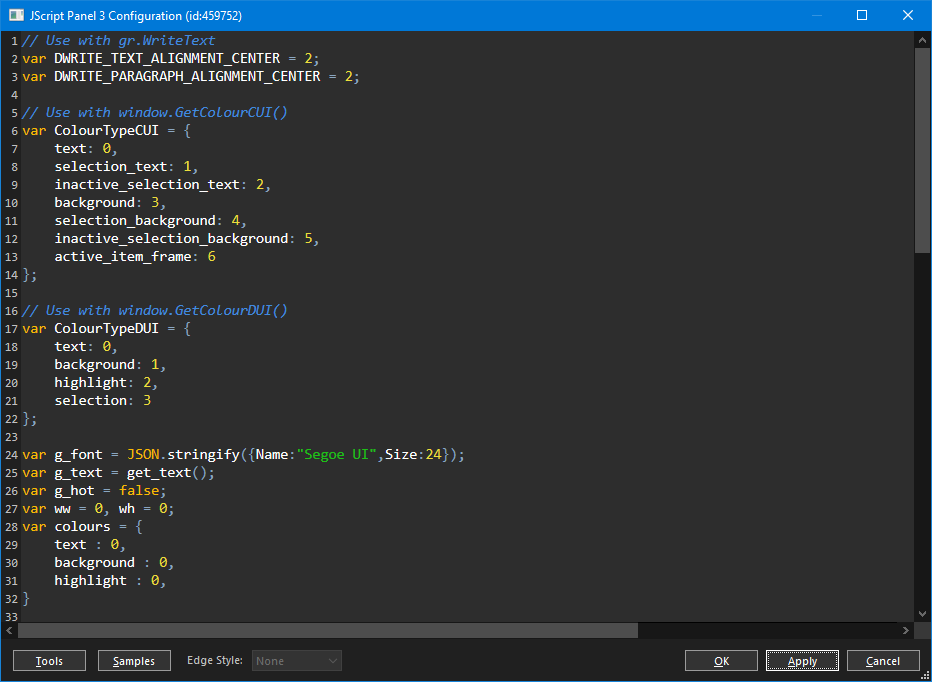 JScript Panel 3 Configuration (id:459752)
1 // Use with gr.WriteText
2 var DWRITE_TEXT_ALIGNMENT_CENTER = 2;
3 var DWRITE_PARAGRAPH_ALIGNMENT_CENTER = 2;
4
5 // Use with window.GetColourCUI()
6 var ColourTypeCUI = {
7     text: 0,
8     selection_text: 1,
9     inactive_selection_text: 2,
10     background: 3,
11     selection_background: 4,
12     inactive_selection_background: 5,
13     active_item_frame: 6
14 };
15
16 // Use with window.GetColourDUI()
17 var ColourTypeDUI = {
18     text: 0,
19     background: 1,
20     highlight: 2,
21     selection: 3
22 };
23
24 var g_font = JSON.stringify({Name:"Segoe UI",Size:24});
25 var g_text = get_text();
26 var g_hot = false;
27 var ww = 0, wh = 0;
28 var colours = {
29     text : 0,
30     background : 0,
31     highlight : 0,
32 }
33
Tools Samples Edge Style: None OK Apply Cancel